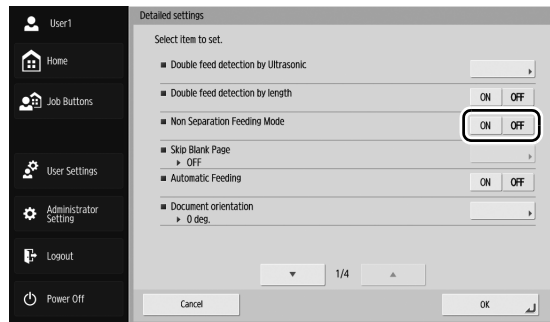 User1
Home
Job Buttons
User Settings
Administrator
Setting
Logout
Power Off
Detailed settings
Select item to set.
Double feed detection by Ultrasonic
Double feed detection by length
ON OFF
Non Separation Feeding Mode
ON OFF
Skip Blank Page
OFF
Automatic Feeding
ON OFF
Document orientation
0 deg.
1/4
Cancel
OK